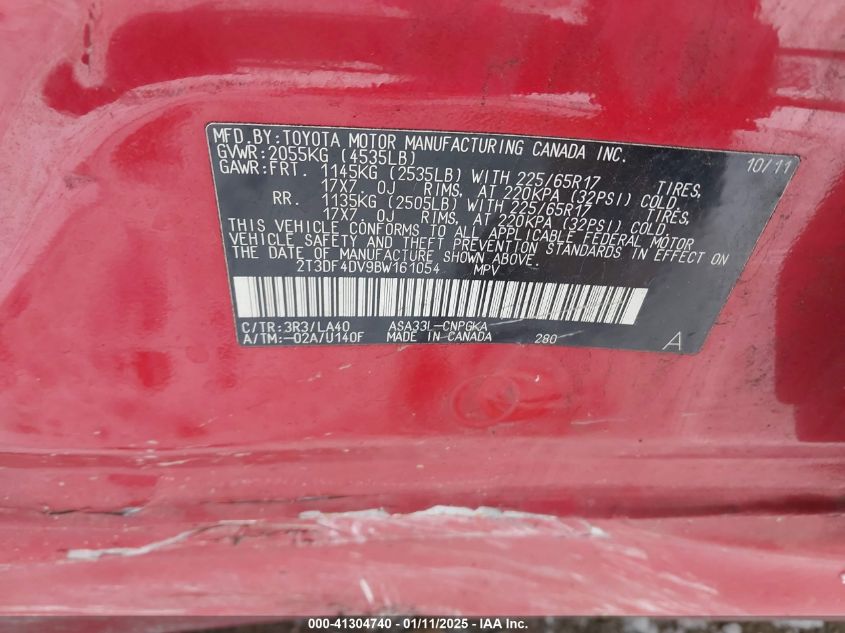 MFD.BY:TOYOTA MOTOR MANUFACTURING CANADA INC. 10/11
GVWR:2055KG (4535LB)
GAWR:FRT. 1145KG (2535LB) WITH 225/65R17 TIRES,
17X7.0J RIMS, AT 220KPA (32PSI) COLD,
RR. 1135KG (2505LB) WITH 225/65R17 TIRES,
17X7.0J RIMS, AT 220KPA (32PSI) COLD.
THIS VEHICLE CONFORMS TO ALL APPLICABLE FEDERAL MOTOR
VEHICLE SAFETY AND THEFT PREVENTION STANDARDS IN EFFECT ON
THE DATE OF MANUFACTURE SHOWN ABOVE.
2T3DF4DV9BW161054 MPV
C/TR:3R3/LA40 ASA33L-CNPGKA
A/TM:-02A/U140F MADE IN CANADA 280 A
000-41304740 - 01/11/2025 - IAA Inc.